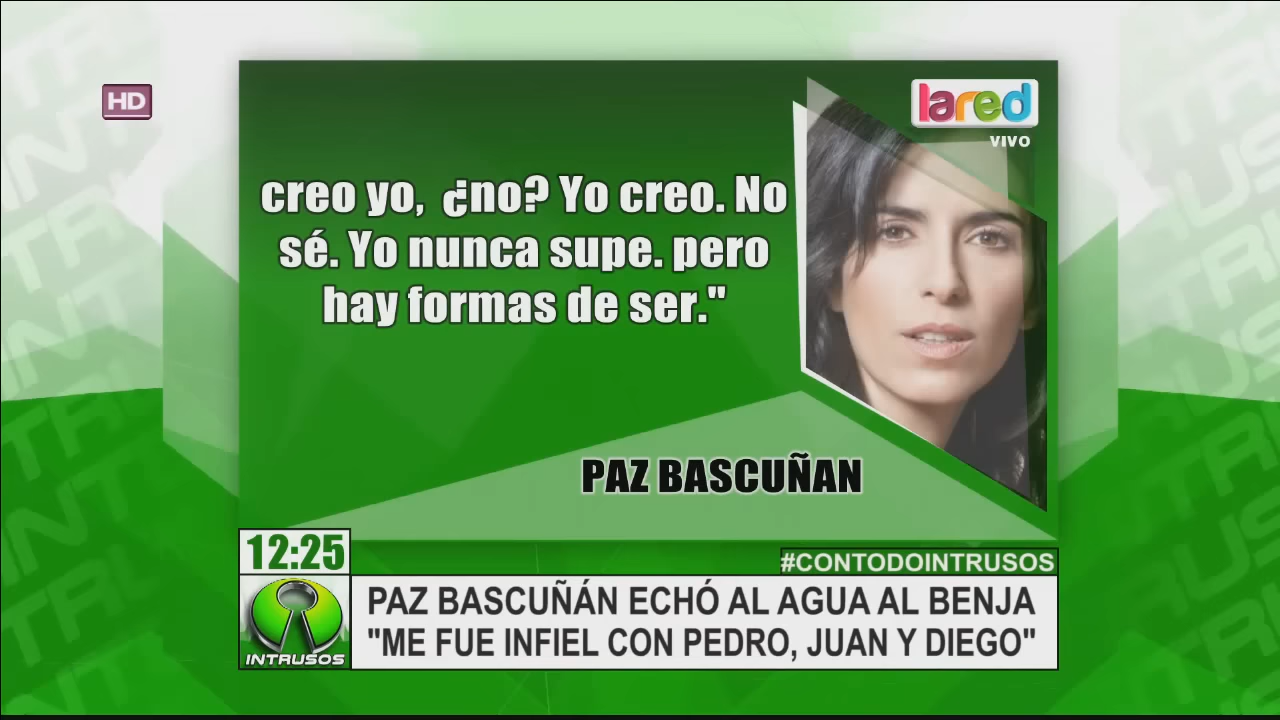 HD
lared
VIVO
creo yo, ¿no? Yo creo. No
sé. Yo nunca supe. pero
hay formas de ser."
PAZ BASCUÑAN
12:25
#CONTODOINTRUSOS
INTRUSOS
PAZ BASCUÑÁN ECHÓ AL AGUA AL BENJA
"ME FUE INFIEL CON PEDRO, JUAN Y DIEGO"